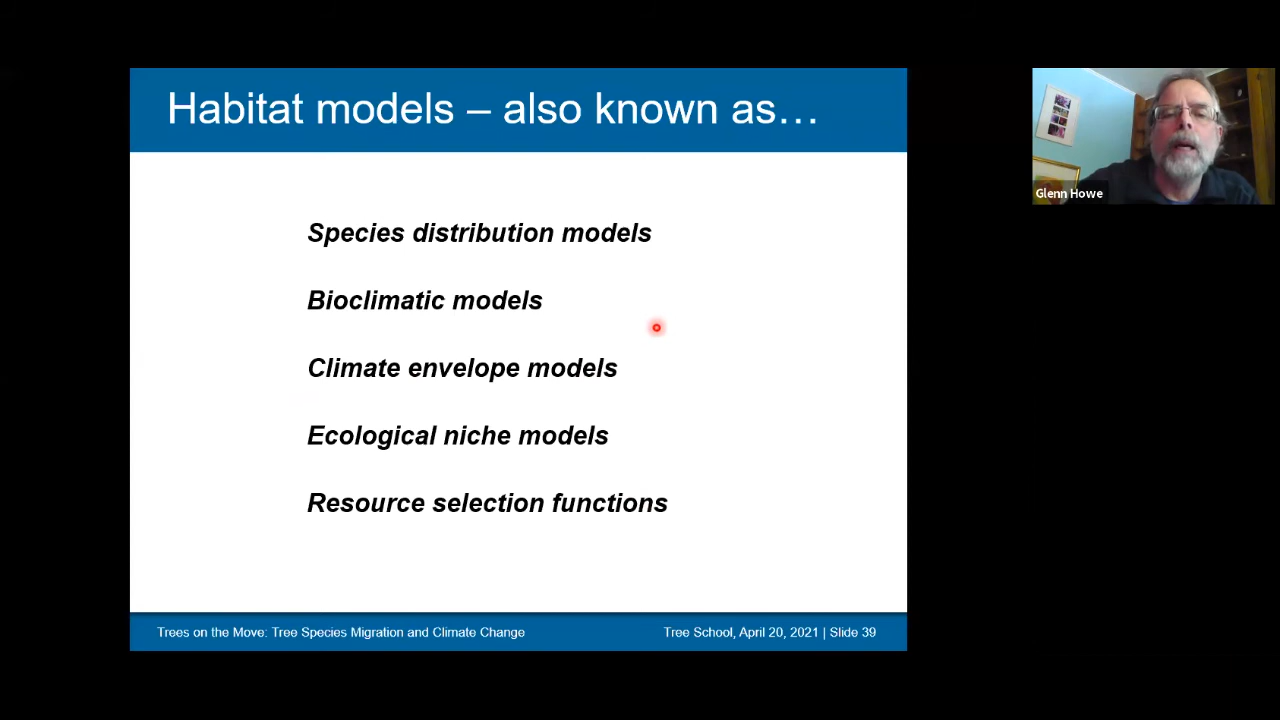 Habitat models – also known as…
Glenn Howe
Species distribution models
Bioclimatic models
Climate envelope models
Ecological niche models
Resource selection functions
Trees on the Move: Tree Species Migration and Climate Change
Tree School, April 20, 2021 | Slide 39